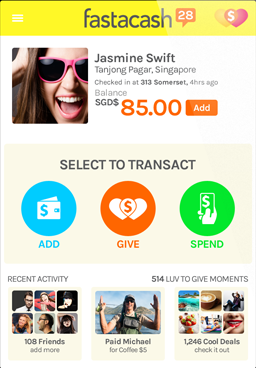 fastacash 28
$
Jasmine Swift
Tanjong Pagar, Singapore
Checked in at 313 Somerset, 4hrs ago
Balance
SGD$ 85.00 Add
SELECT TO TRANSACT
$ $ $
ADD GIVE SPEND
RECENT ACTIVITY 514 LUV TO GIVE MOMENTS
108 Friends Paid Michael 1,246 Cool Deals
add more for Coffee $5 check it out